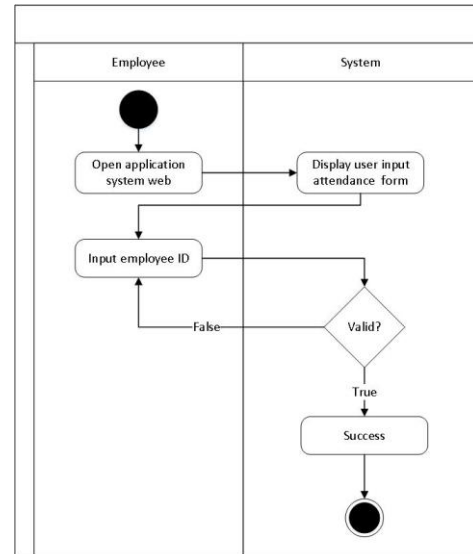 Employee
System
Open application
system web
Display user input
attendance form
Input employee ID
Valid?
False
True
Success